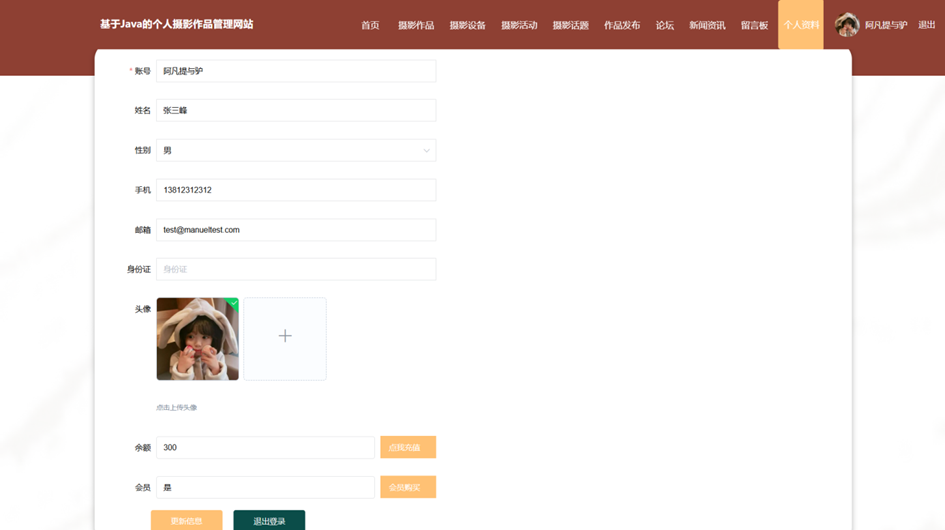 基于Java的个人摄影作品管理网站
首页 摄影作品 摄影设备 摄影活动 摄影话题 作品发布 论坛 新闻资讯 留言板 个人资料 阿凡提与驴 退出
* 账号 阿凡提与驴
姓名 张三峰
性别 男
手机 13812312312
邮箱 test@manueltest.com
身份证 身份证
头像
点击上传头像
余额 300 点我充值
会员 是 会员购买
更新信息 退出登录